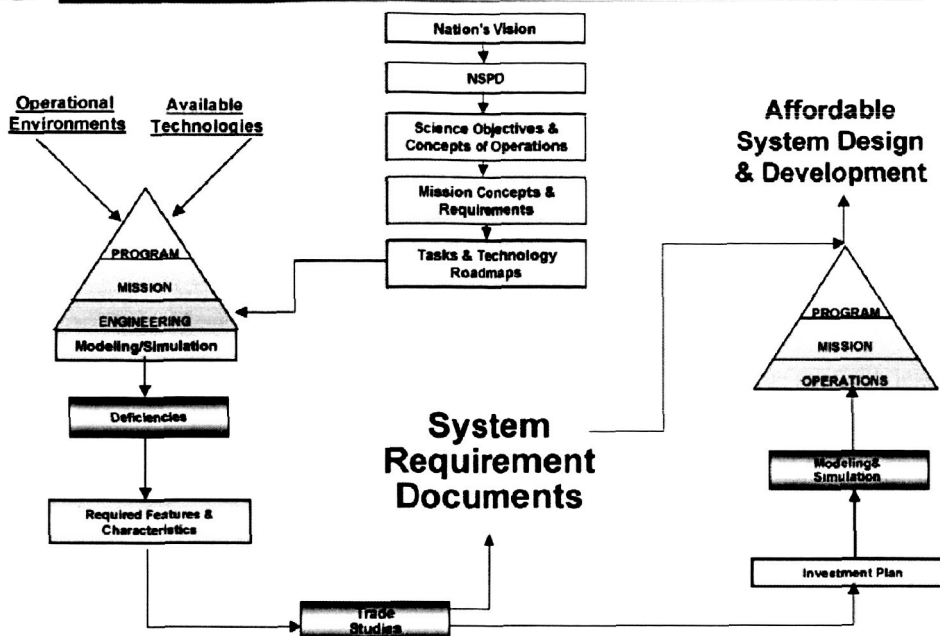 Nation's Vision
NSPD
Science Objectives &
Concepts of Operations
Mission Concepts &
Requirements
Tasks & Technology
Roadmaps
Operational
Environments
Available
Technologies
PROGRAM
MISSION
ENGINEERING
Modeling/Simulation
Deficiencies
Required Features &
Characteristics
Trade
Studies
System
Requirement
Documents
Investment Plan
Modeling&
Simulation
PROGRAM
MISSION
OPERATIONS
Affordable
System Design
& Development